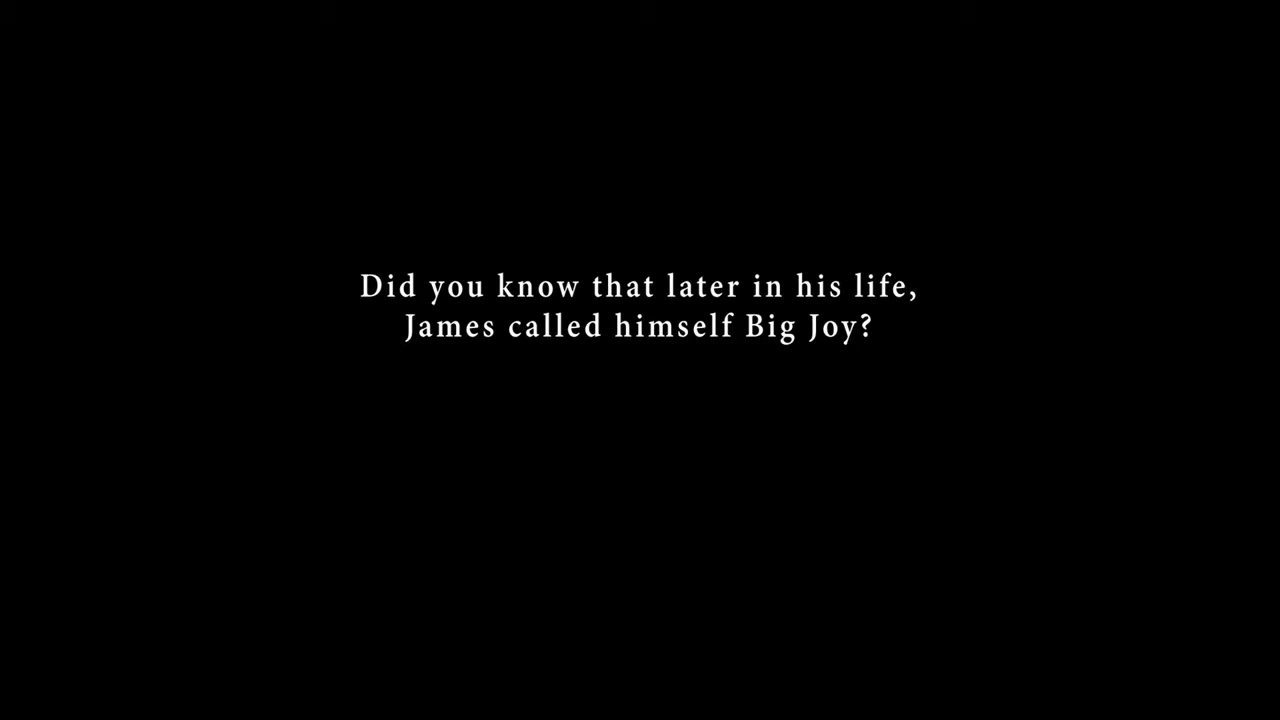 Did you know that later in his life,
James called himself Big Joy?